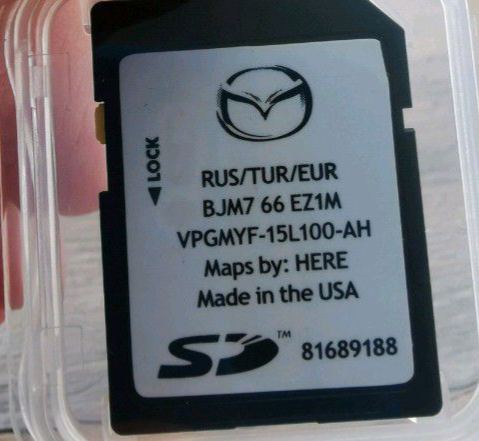 ◄LOCK
RUS/TUR/EUR
BJM7 66 EZ1M
VPGMYF-15L100-AH
Maps by: HERE
Made in the USA
SD™ 81689188